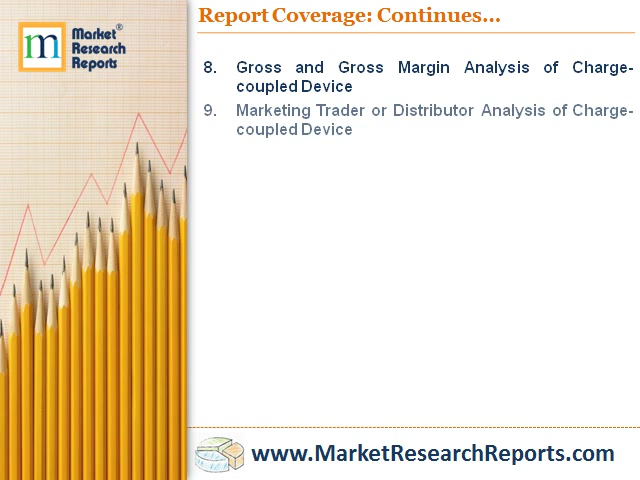 Report Coverage: Continues...
m
Market®
Research
Reports
8. Gross and Gross Margin Analysis of Charge-
coupled Device
9. Marketing Trader or Distributor Analysis of Charge-
coupled Device
www.MarketResearchReports.com